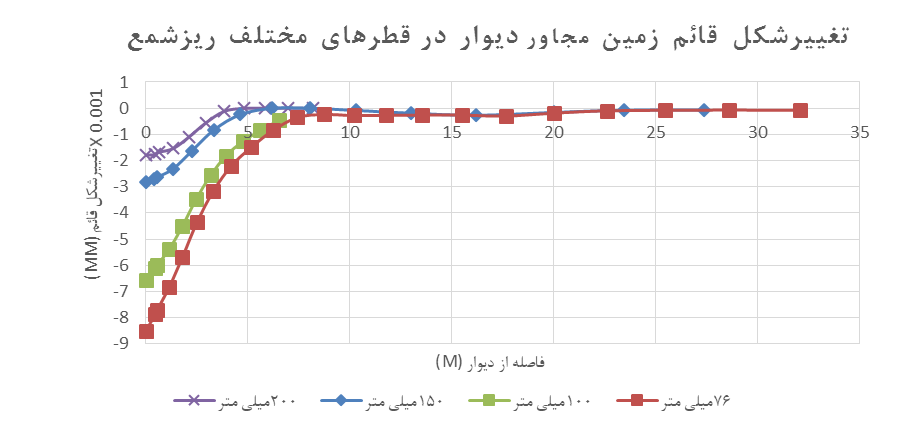 تغییرشکل قائم زمین مجاور دیوار در قطرهای مختلف ریزشمع
1
0
-1
-2
-3
-4
-5
-6
-7
-8
-9
0 5 10 15 20 25 30 35
تغییرشکل قائم (MM) X 0.001
فاصله از دیوار (M)
۲۰۰میلی متر ۱۵۰میلی متر ۱۰۰میلی متر ۷۶میلی متر